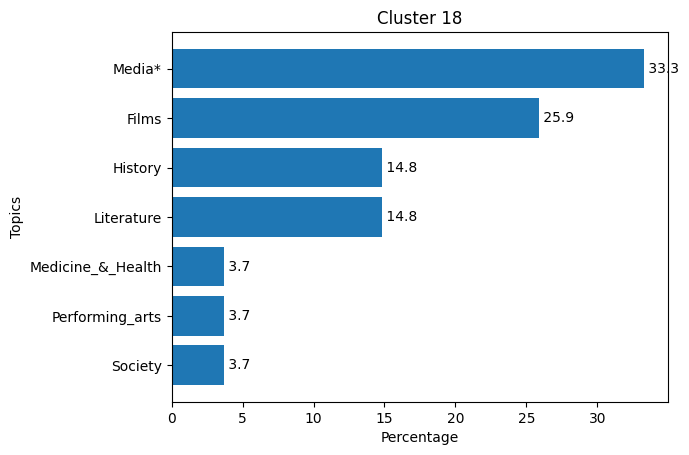 Cluster 18
Media* 33.3
Films 25.9
History 14.8
Literature 14.8
Medicine_&_Health 3.7
Performing_arts 3.7
Society 3.7
Topics
0 5 10 15 20 25 30
Percentage